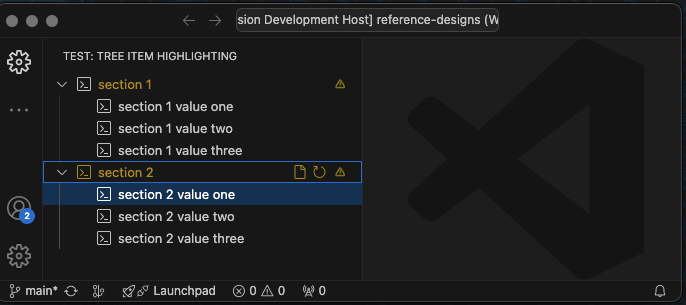 sion Development Host] reference-designs (W
TEST: TREE ITEM HIGHLIGHTING
section 1
section 1 value one
section 1 value two
section 1 value three
section 2
section 2 value one
section 2 value two
section 2 value three
2
main* Launchpad 0 0 0